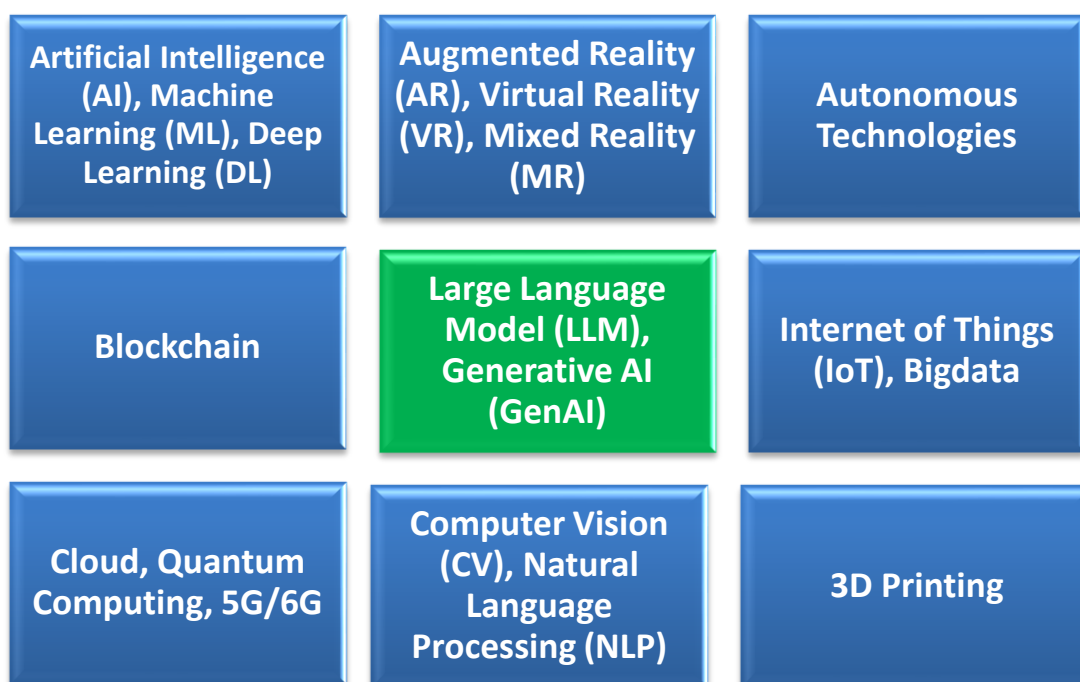 Artificial Intelligence
(AI), Machine
Learning (ML), Deep
Learning (DL)
Augmented Reality
(AR), Virtual Reality
(VR), Mixed Reality
(MR)
Autonomous
Technologies
Blockchain
Large Language
Model (LLM),
Generative AI
(GenAI)
Internet of Things
(IoT), Bigdata
Cloud, Quantum
Computing, 5G/6G
Computer Vision
(CV), Natural
Language
Processing (NLP)
3D Printing